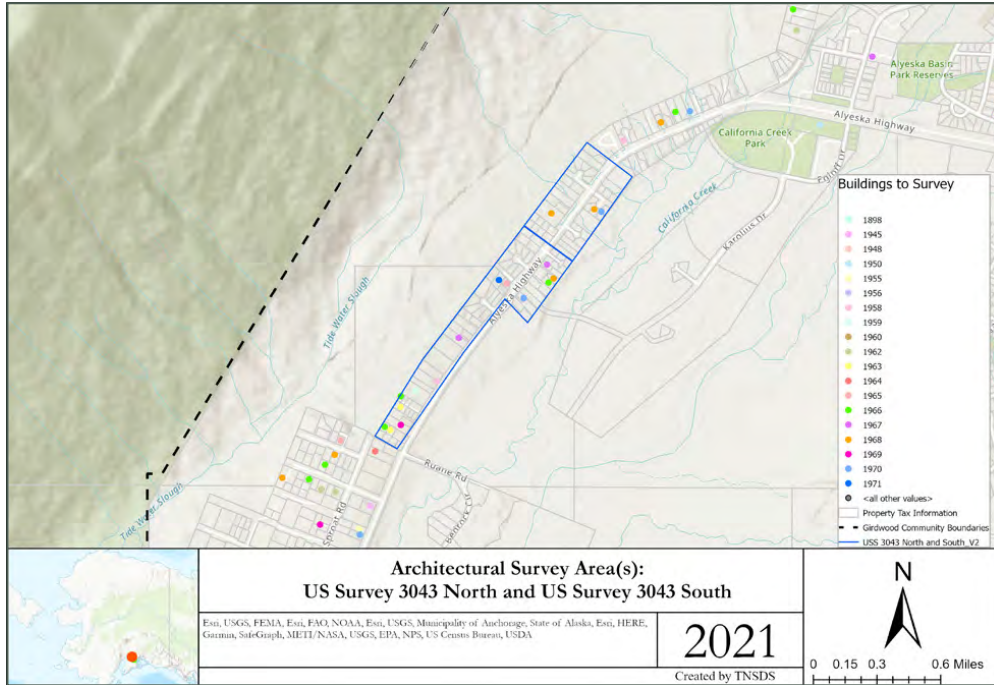 Alyeska Basin
Park Reserves
Alyeska Highway
California Creek
Park
Egloff Dr
California Creek
Karolius Dr
Alyeska Highway
Tide Water Slough
Ruane Rd
Tide Water Slough
Sproat Rd
Buildings to Survey
1898
1945
1948
1950
1955
1956
1958
1959
1960
1962
1963
1964
1965
1966
1967
1968
1969
1970
1971
<all other values>
Property Tax Information
Girdwood Community Boundaries
USS 3043 North and South_V2
Architectural Survey Area(s):
US Survey 3043 North and US Survey 3043 South
Esri, USGS, FEMA, Esri, FAO, NOAA, Esri, USGS, Municipality of Anchorage, State of Alaska, Esri, HERE,
Garmin, SafeGraph, METI/NASA, USGS, EPA, NPS, US Census Bureau, USDA
2021
Created by TNSDS
N
0 0.15 0.3 0.6 Miles